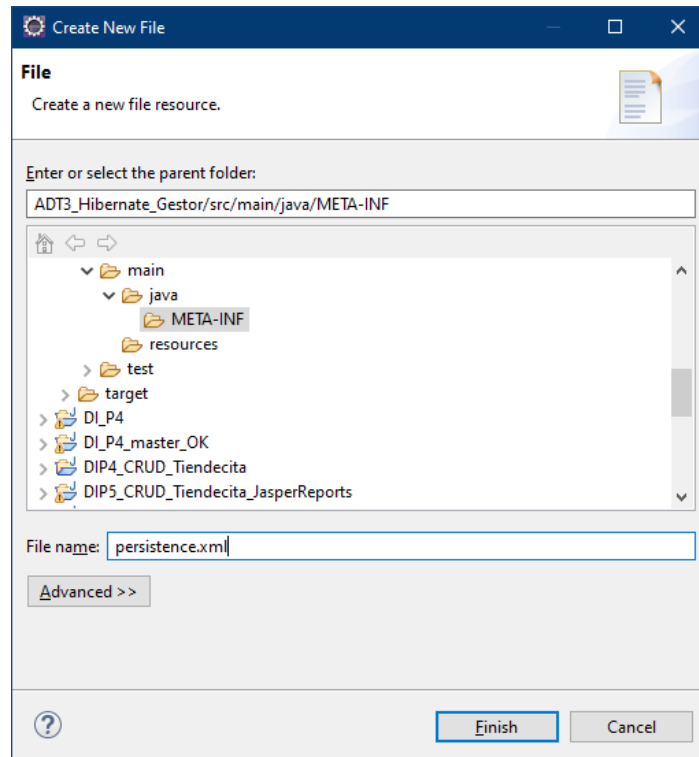 Create New File
File
Create a new file resource.
Enter or select the parent folder:
ADT3_Hibernate_Gestor/src/main/java/META-INF
main
java
META-INF
resources
test
target
DI_P4
DI_P4_master_OK
DIP4_CRUD_Tiendecita
DIP5_CRUD_Tiendecita_JasperReports
File name: persistence.xml
Advanced >>
Finish Cancel